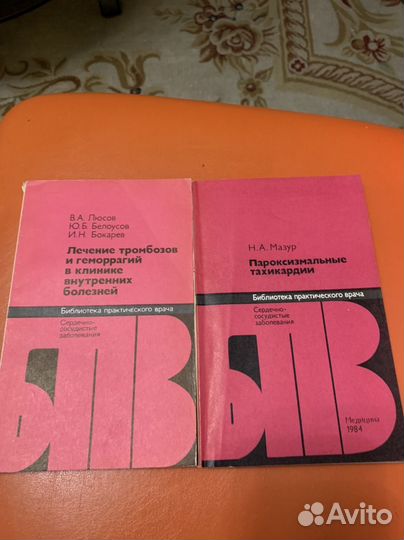 В.А. Люсов
Ю.Б. Белоусов
И.Н. Бокарев
Лечение тромбозов
и геморрагий
в клинике
внутренних
болезней
Библиотека практического врача
Сердечно-
сосудистые
заболевания
БПВ
Н.А. Мазур
Пароксизмальные
тахикардии
Библиотека практического врача
Сердечно-
сосудистые
заболевания
БПВ
Медицина
1984
Avito